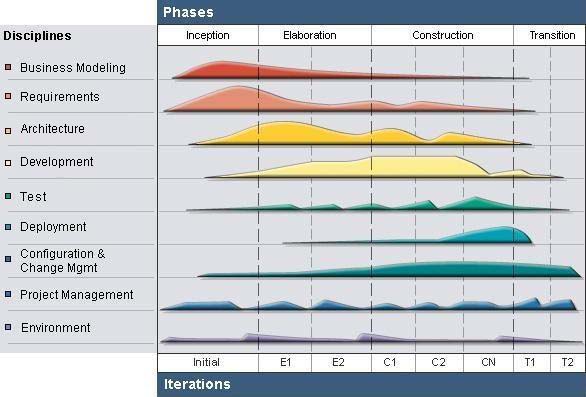 Phases
Disciplines
Inception Elaboration Construction Transition
Business Modeling
Requirements
Architecture
Development
Test
Deployment
Configuration &
Change Mgmt
Project Management
Environment
Initial E1 E2 C1 C2 CN T1 T2
Iterations